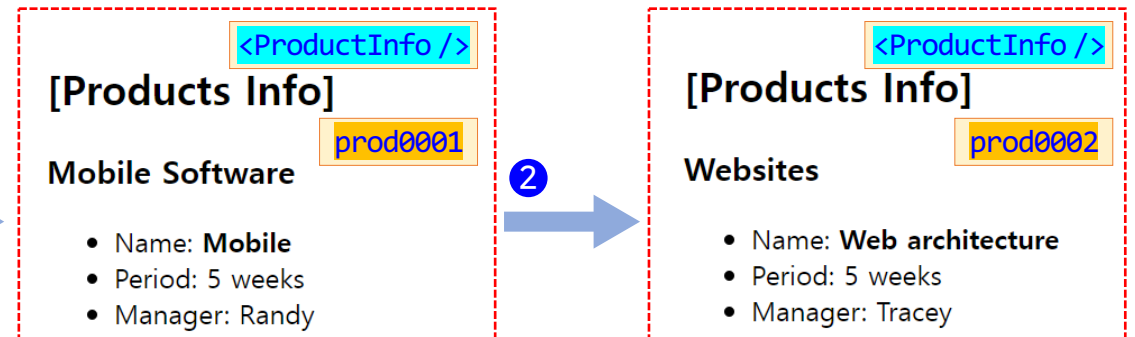 <ProductInfo />
[Products Info]
prod0001
Mobile Software
• Name: Mobile
• Period: 5 weeks
• Manager: Randy
2
<ProductInfo />
[Products Info]
prod0002
Websites
• Name: Web architecture
• Period: 5 weeks
• Manager: Tracey